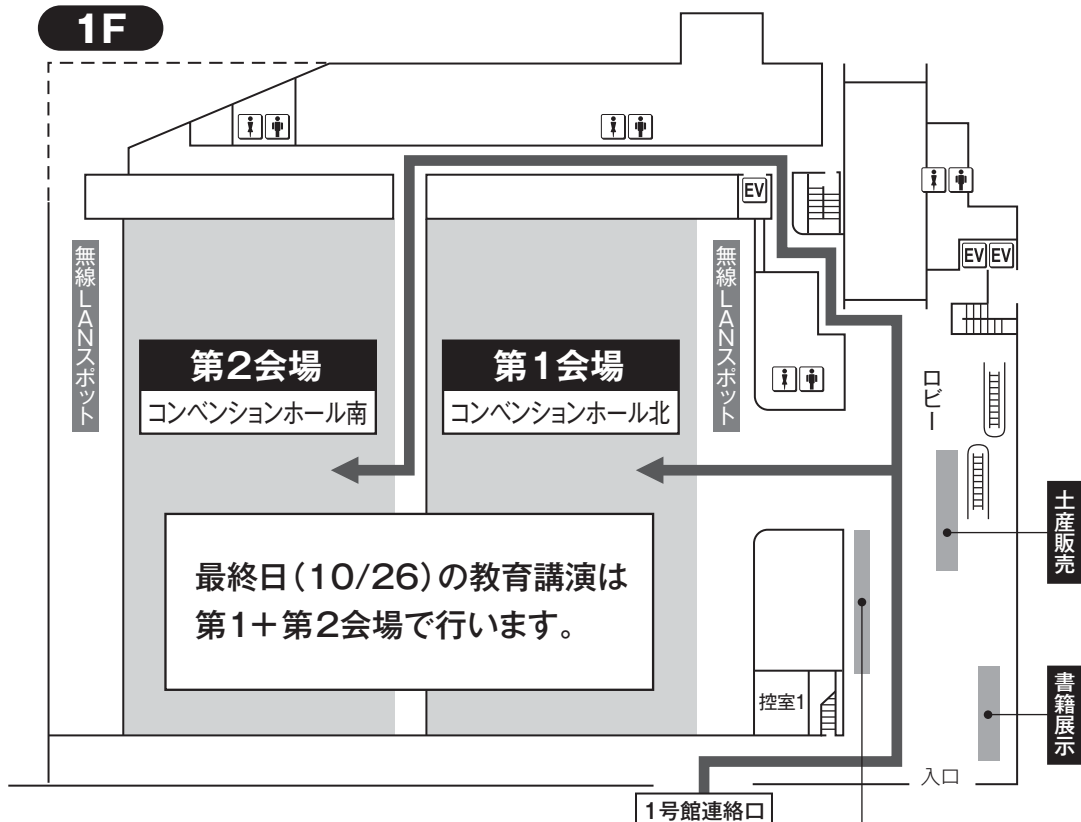 1F
EV
EV EV
無線LANスポット
無線LANスポット
第2会場
コンベンションホール南
第1会場
コンベンションホール北
ロビー
土産販売
最終日(10/26)の教育講演は
第1+第2会場で行います。
控室1
書籍展示
入口
1号館連絡口